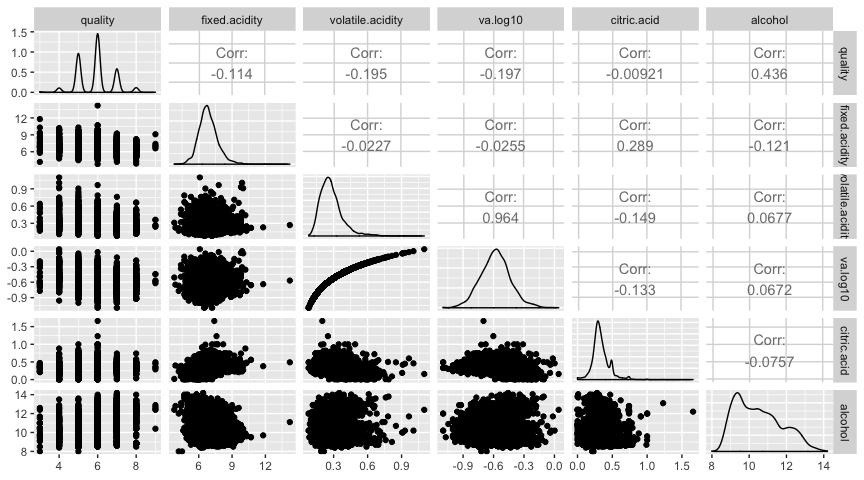 quality fixed.acidity volatile.acidity va.log10 citric.acid alcohol
1.5
1.0
0.5
0.0
Corr: Corr: Corr: Corr: Corr:
-0.114 -0.195 -0.197 -0.00921 0.436
quality
12
9
6
Corr: Corr: Corr: Corr:
-0.0227 -0.0255 0.289 -0.121
fixed.acidity
0.9
0.6
0.3
Corr: Corr: Corr:
0.964 -0.149 0.0677
olatile.acidit
0.0
-0.3
-0.6
-0.9
Corr: Corr:
-0.133 0.0672
va.log10
1.5
1.0
0.5
0.0
Corr:
-0.0757
citric.acid
14
12
10
8
alcohol
4 6 8 6 9 12 0.3 0.6 0.9 -0.9 -0.6 -0.3 0.0 0.0 0.5 1.0 1.5 8 10 12 14